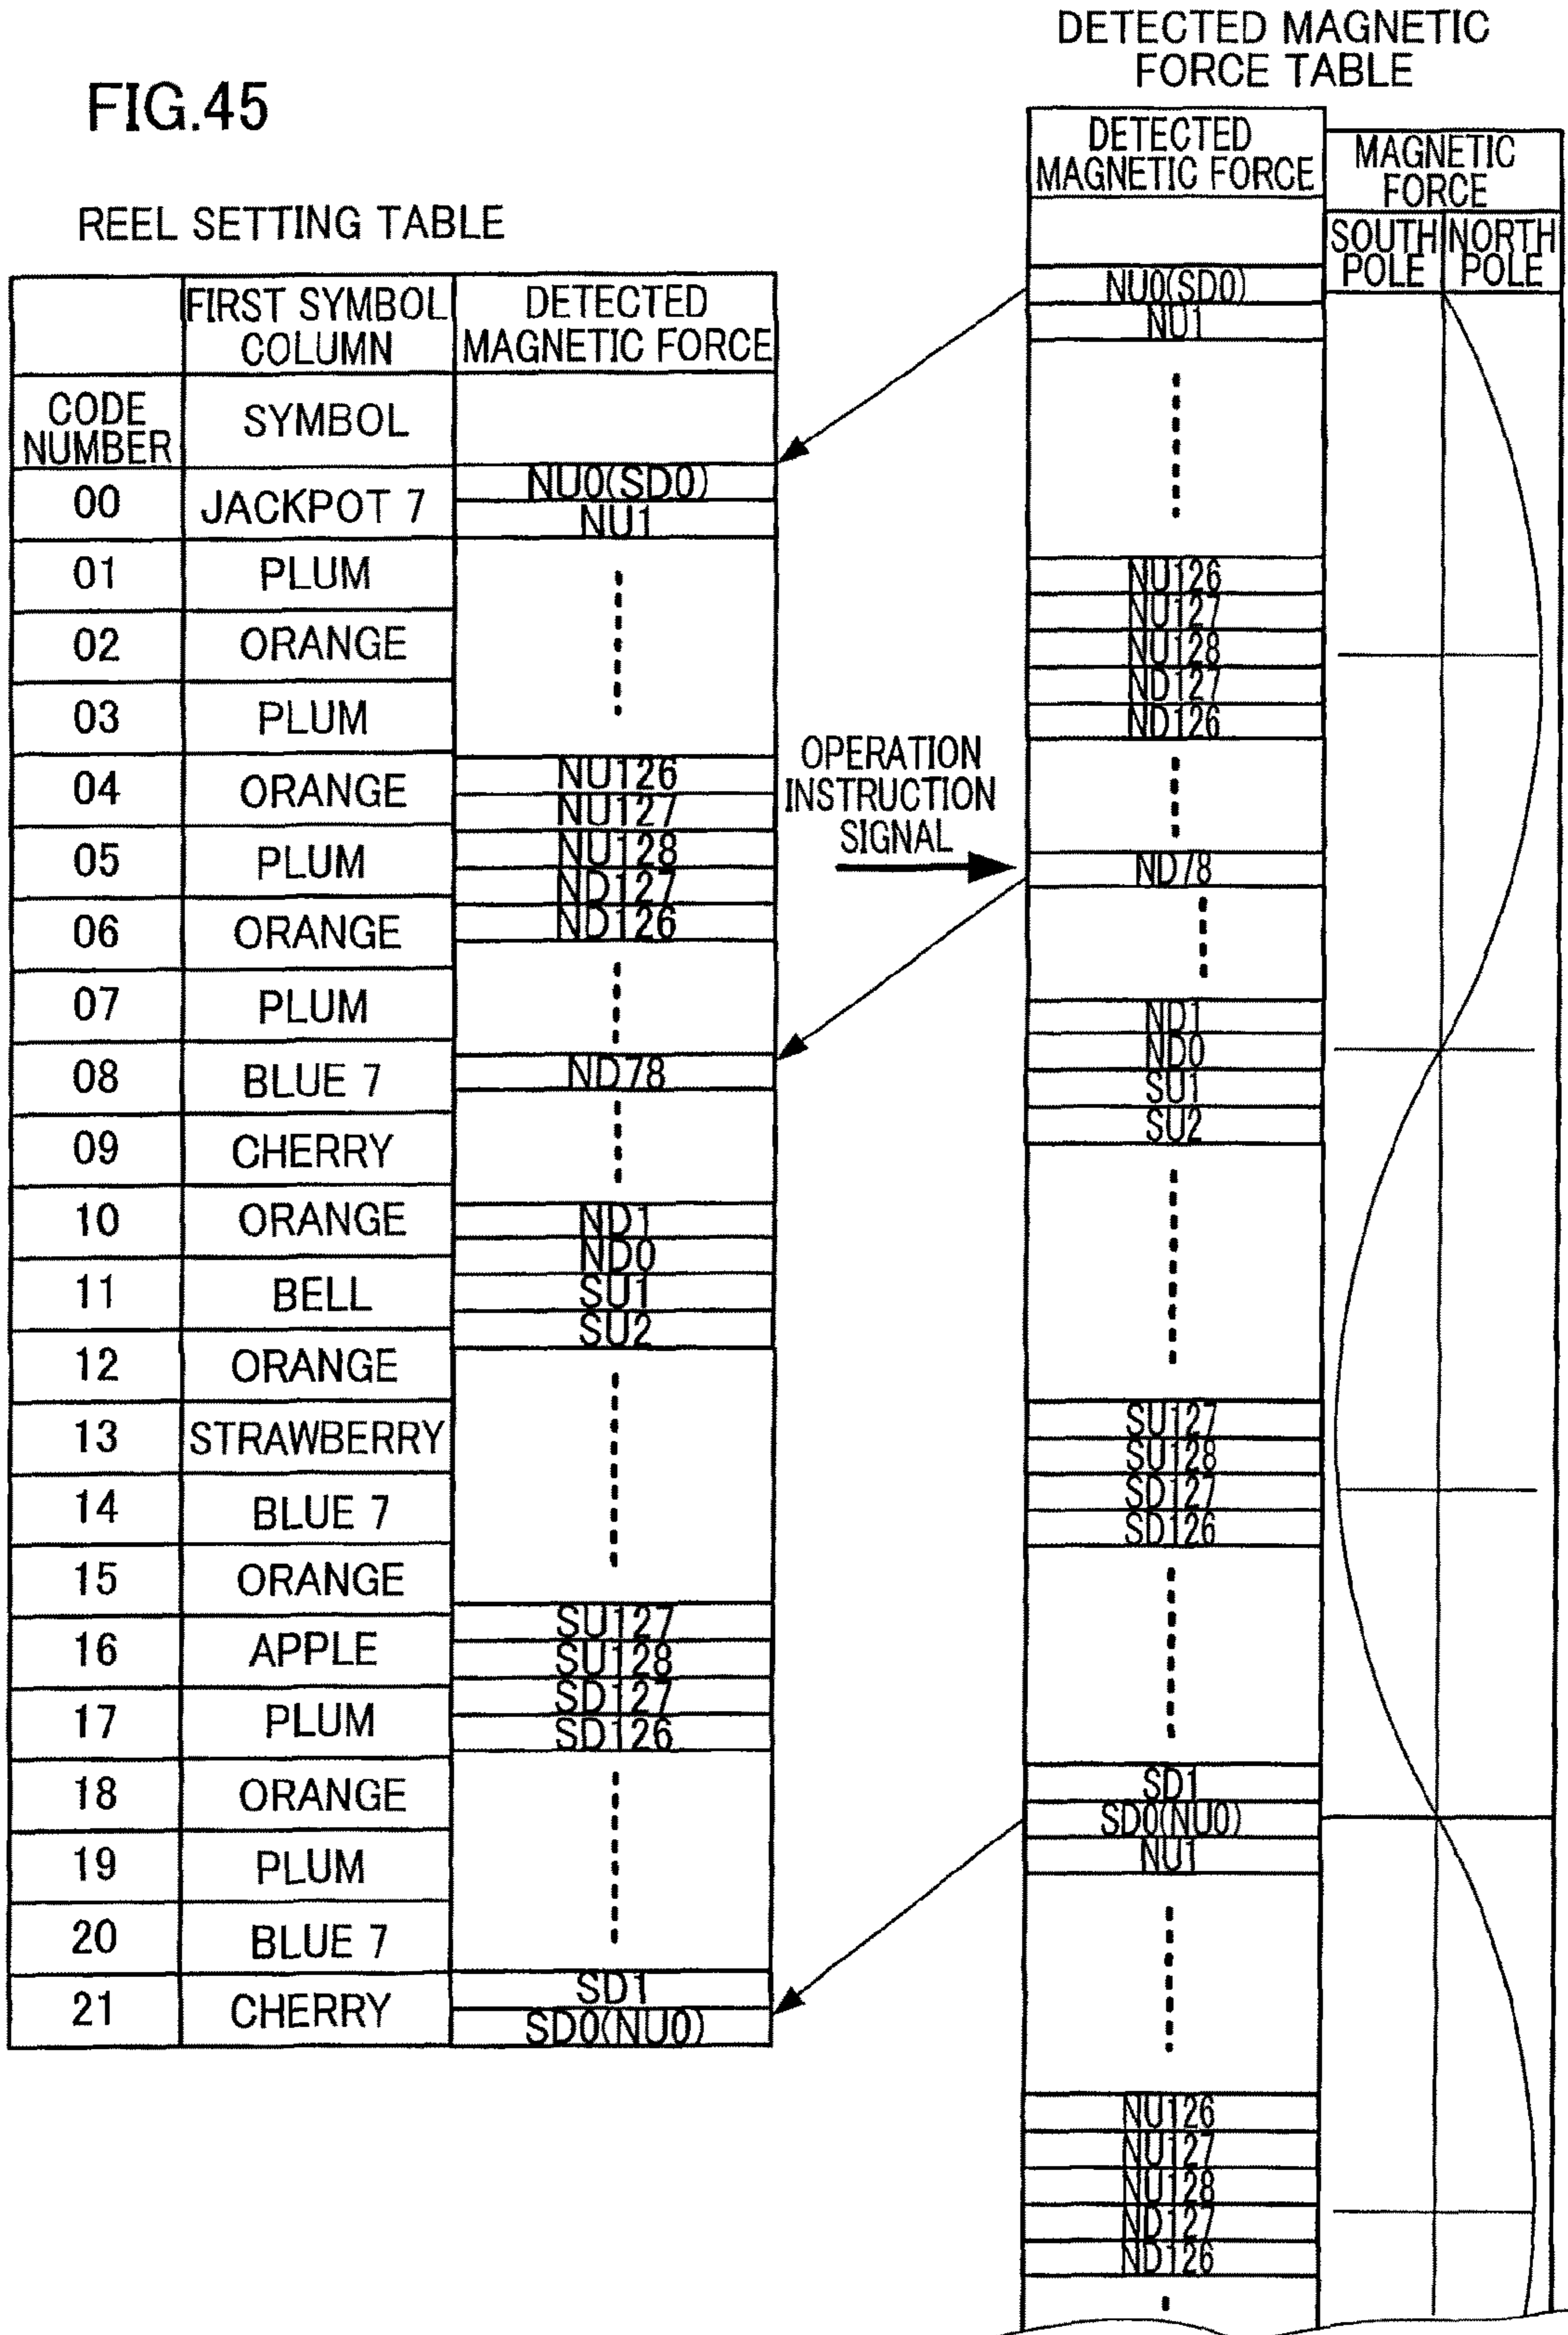 FIG.45
REEL SETTING TABLE
FIRST SYMBOL
COLUMN
DETECTED
MAGNETIC FORCE
CODE
NUMBER
SYMBOL
00 JACKPOT 7
01 PLUM
02 ORANGE
03 PLUM
04 ORANGE
05 PLUM
06 ORANGE
07 PLUM
08 BLUE 7
09 CHERRY
10 ORANGE
11 BELL
12 ORANGE
13 STRAWBERRY
14 BLUE 7
15 ORANGE
16 APPLE
17 PLUM
18 ORANGE
19 PLUM
20 BLUE 7
21 CHERRY
NU0(SD0)
NU1
NU126
NU127
NU128
ND127
ND126
ND78
ND1
ND0
SU1
SU2
SU127
SU128
SD127
SD126
SD1
SD0(NU0)
OPERATION
INSTRUCTION
SIGNAL
DETECTED MAGNETIC
FORCE TABLE
DETECTED
MAGNETIC FORCE
MAGNETIC
FORCE
SOUTH
POLE
NORTH
POLE
NU0(SD0)
NU1
NU126
NU127
NU128
ND127
ND126
ND78
ND1
ND0
SU1
SU2
SU127
SU128
SD127
SD126
SD1
SD0(NU0)
NU1
NU126
NU127
NU128
ND127
ND126